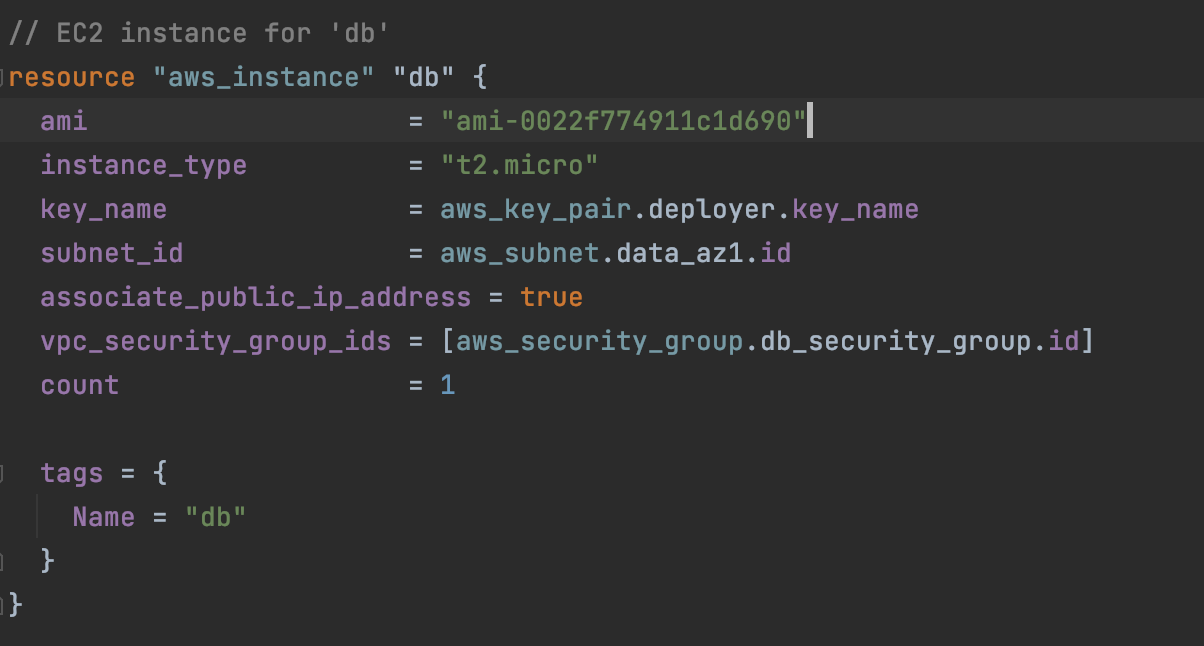 // EC2 instance for 'db'
resource "aws_instance" "db" {
  ami                    = "ami-0022f774911c1d690"
  instance_type          = "t2.micro"
  key_name               = aws_key_pair.deployer.key_name
  subnet_id              = aws_subnet.data_az1.id
  associate_public_ip_address = true
  vpc_security_group_ids = [aws_security_group.db_security_group.id]
  count                  = 1

  tags = {
    Name = "db"
  }
}